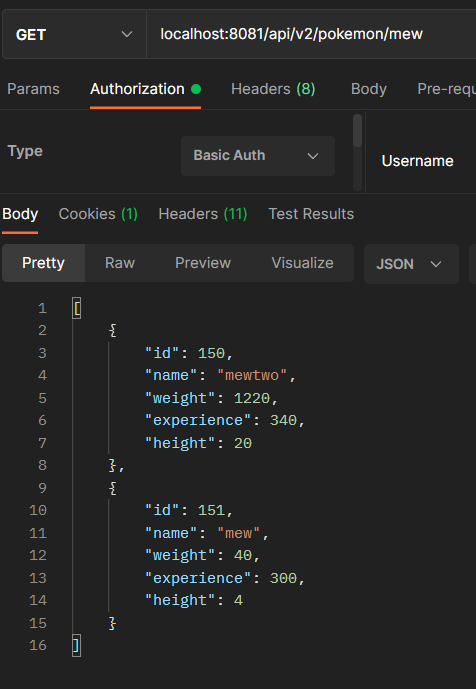 GET localhost:8081/api/v2/pokemon/mew
Params Authorization Headers (8) Body Pre-requ
Type Basic Auth Username
Body Cookies (1) Headers (11) Test Results
Pretty Raw Preview Visualize JSON
1 [
2 {
3 "id": 150,
4 "name": "mewtwo",
5 "weight": 1220,
6 "experience": 340,
7 "height": 20
8 },
9 {
10 "id": 151,
11 "name": "mew",
12 "weight": 40,
13 "experience": 300,
14 "height": 4
15 }
16 ]